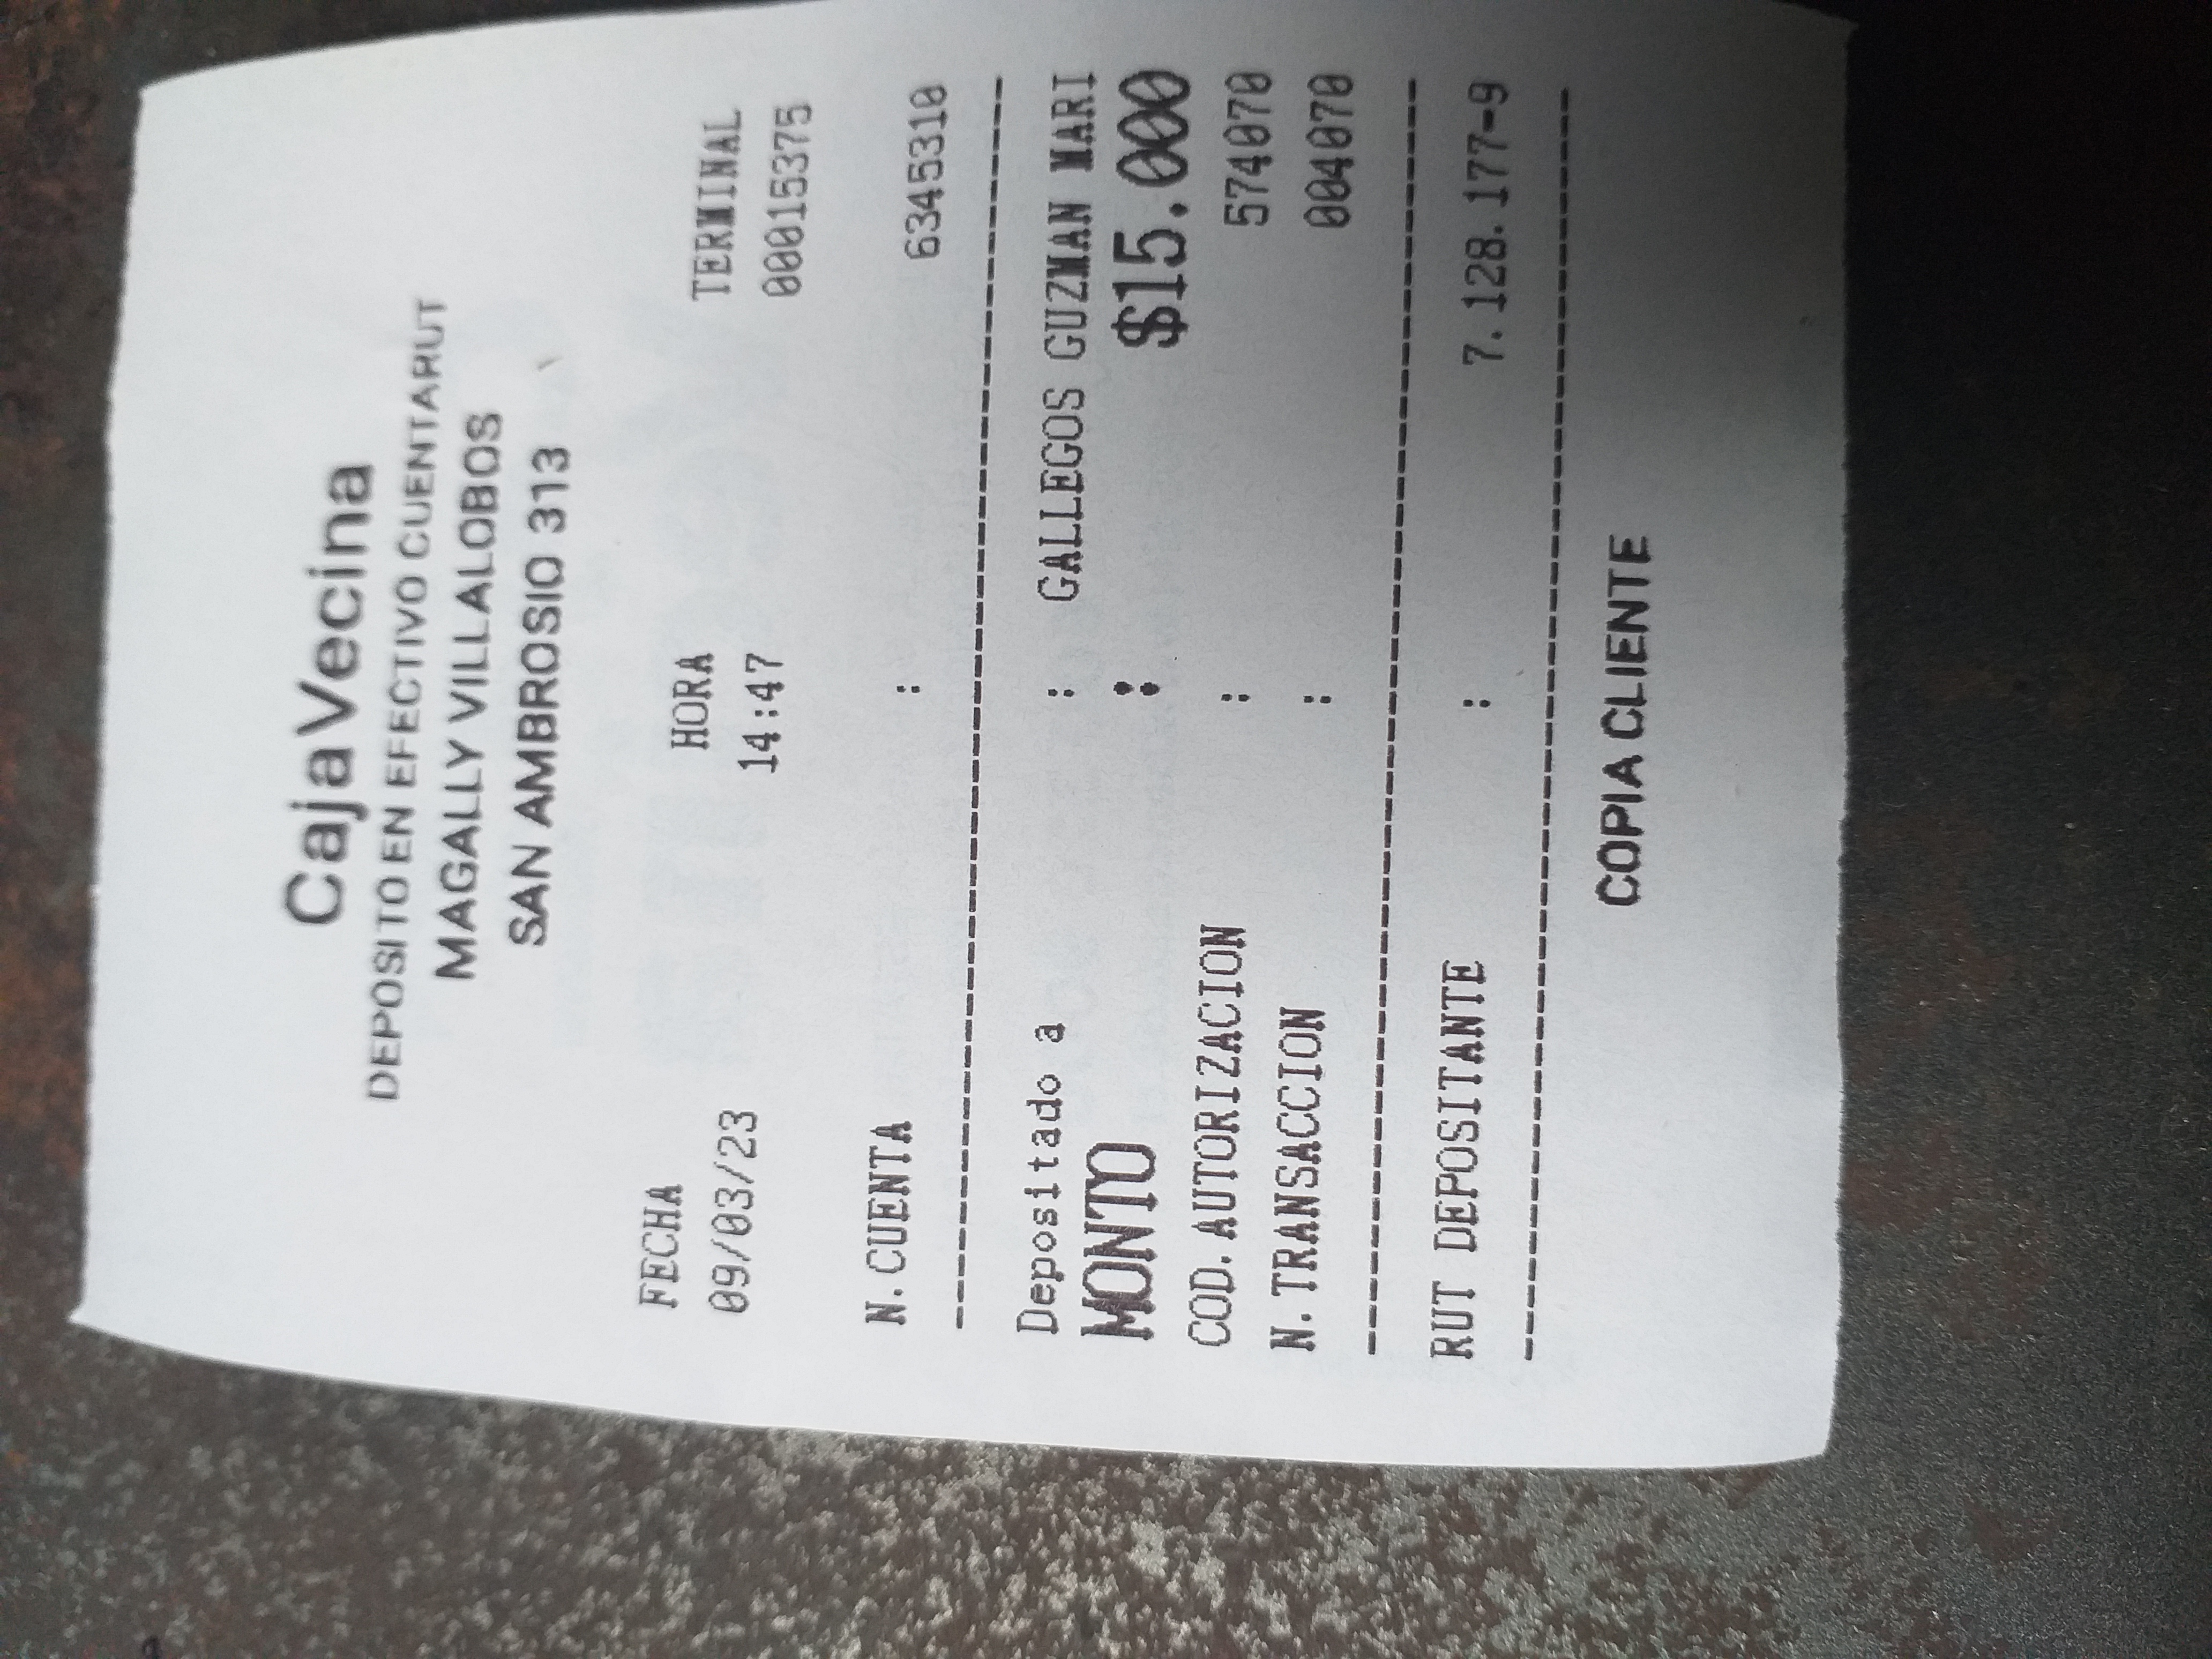 CajaVecina
DEPOSITO EN EFECTIVO CUENTARUT
MAGALLY VILLALOBOS
SAN AMBROSIO 313
FECHA HORA TERMINAL
09/03/23 14:47 00015375
N. CUENTA : 6345310
Depositado a : GALLEGOS GUZMAN MARI
MONTO : $15.000
COD. AUTORIZACION : 574070
N. TRANSACCION : 004070
RUT DEPOSITANTE : 7.128.177-9
COPIA CLIENTE